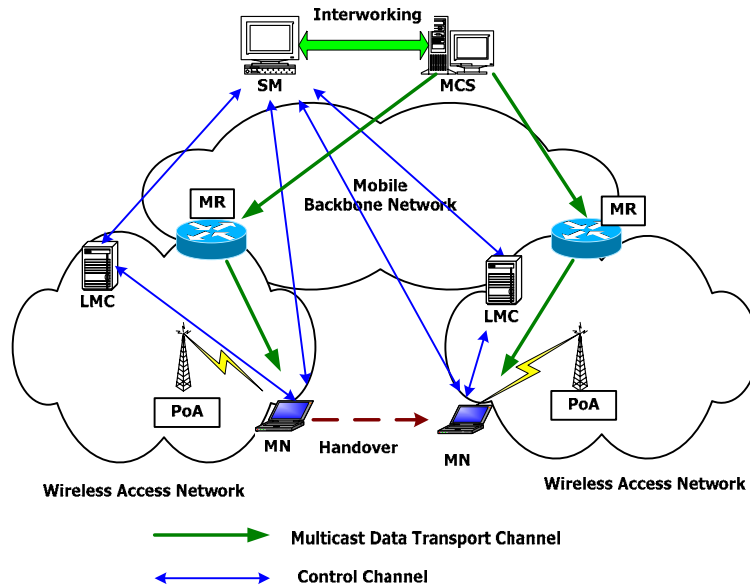 Interworking
SM
MCS
Mobile
Backbone Network
MR
MR
LMC
LMC
PoA
PoA
MN
Handover
MN
Wireless Access Network
Wireless Access Network
Multicast Data Transport Channel
Control Channel